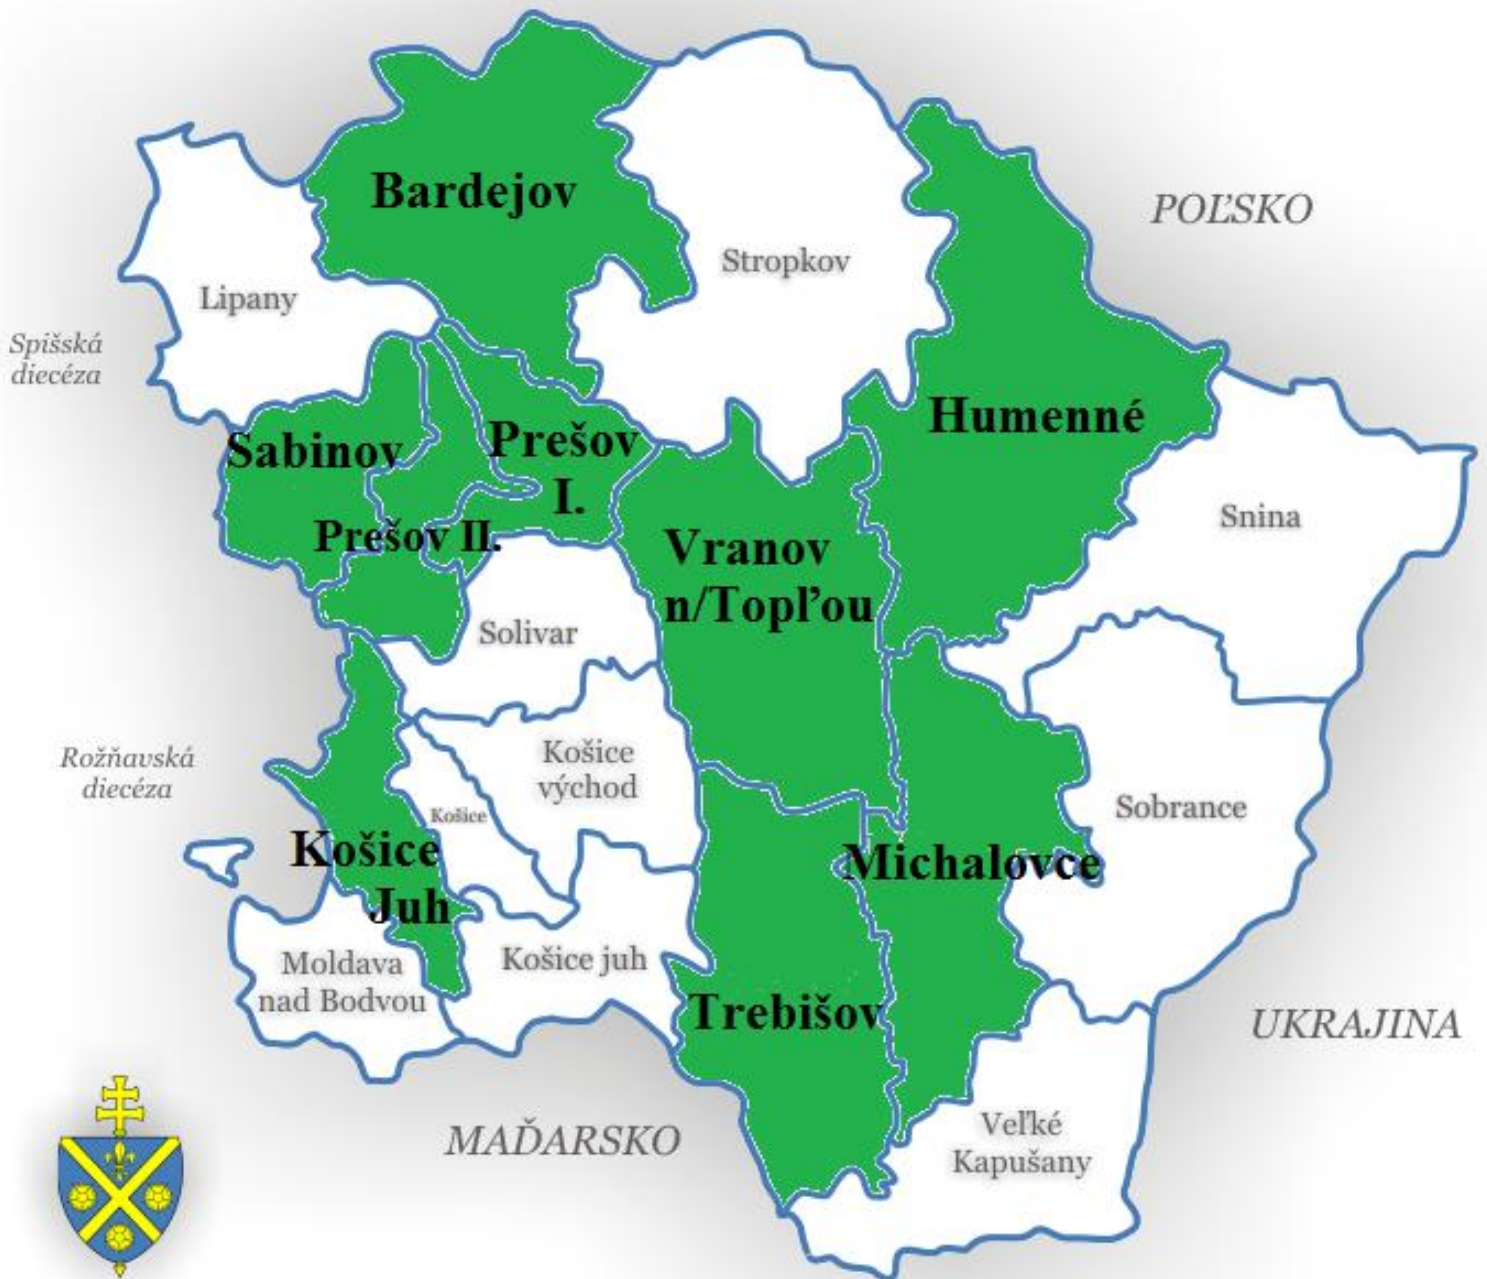 POĽSKO
Bardejov
Stropkov
Lipany
Spišská
diecéza
Humenné
Sabinov
Prešov
I.
Prešov II.
Snina
Vranov
n/Topľou
Solivar
Rožňavská
diecéza
Košice
východ
Košice
Sobrance
Košice
Juh
Michalovce
Moldava
nad Bodvou
Košice juh
Trebišov
UKRAJINA
MAĎARSKO
Veľké
Kapušany